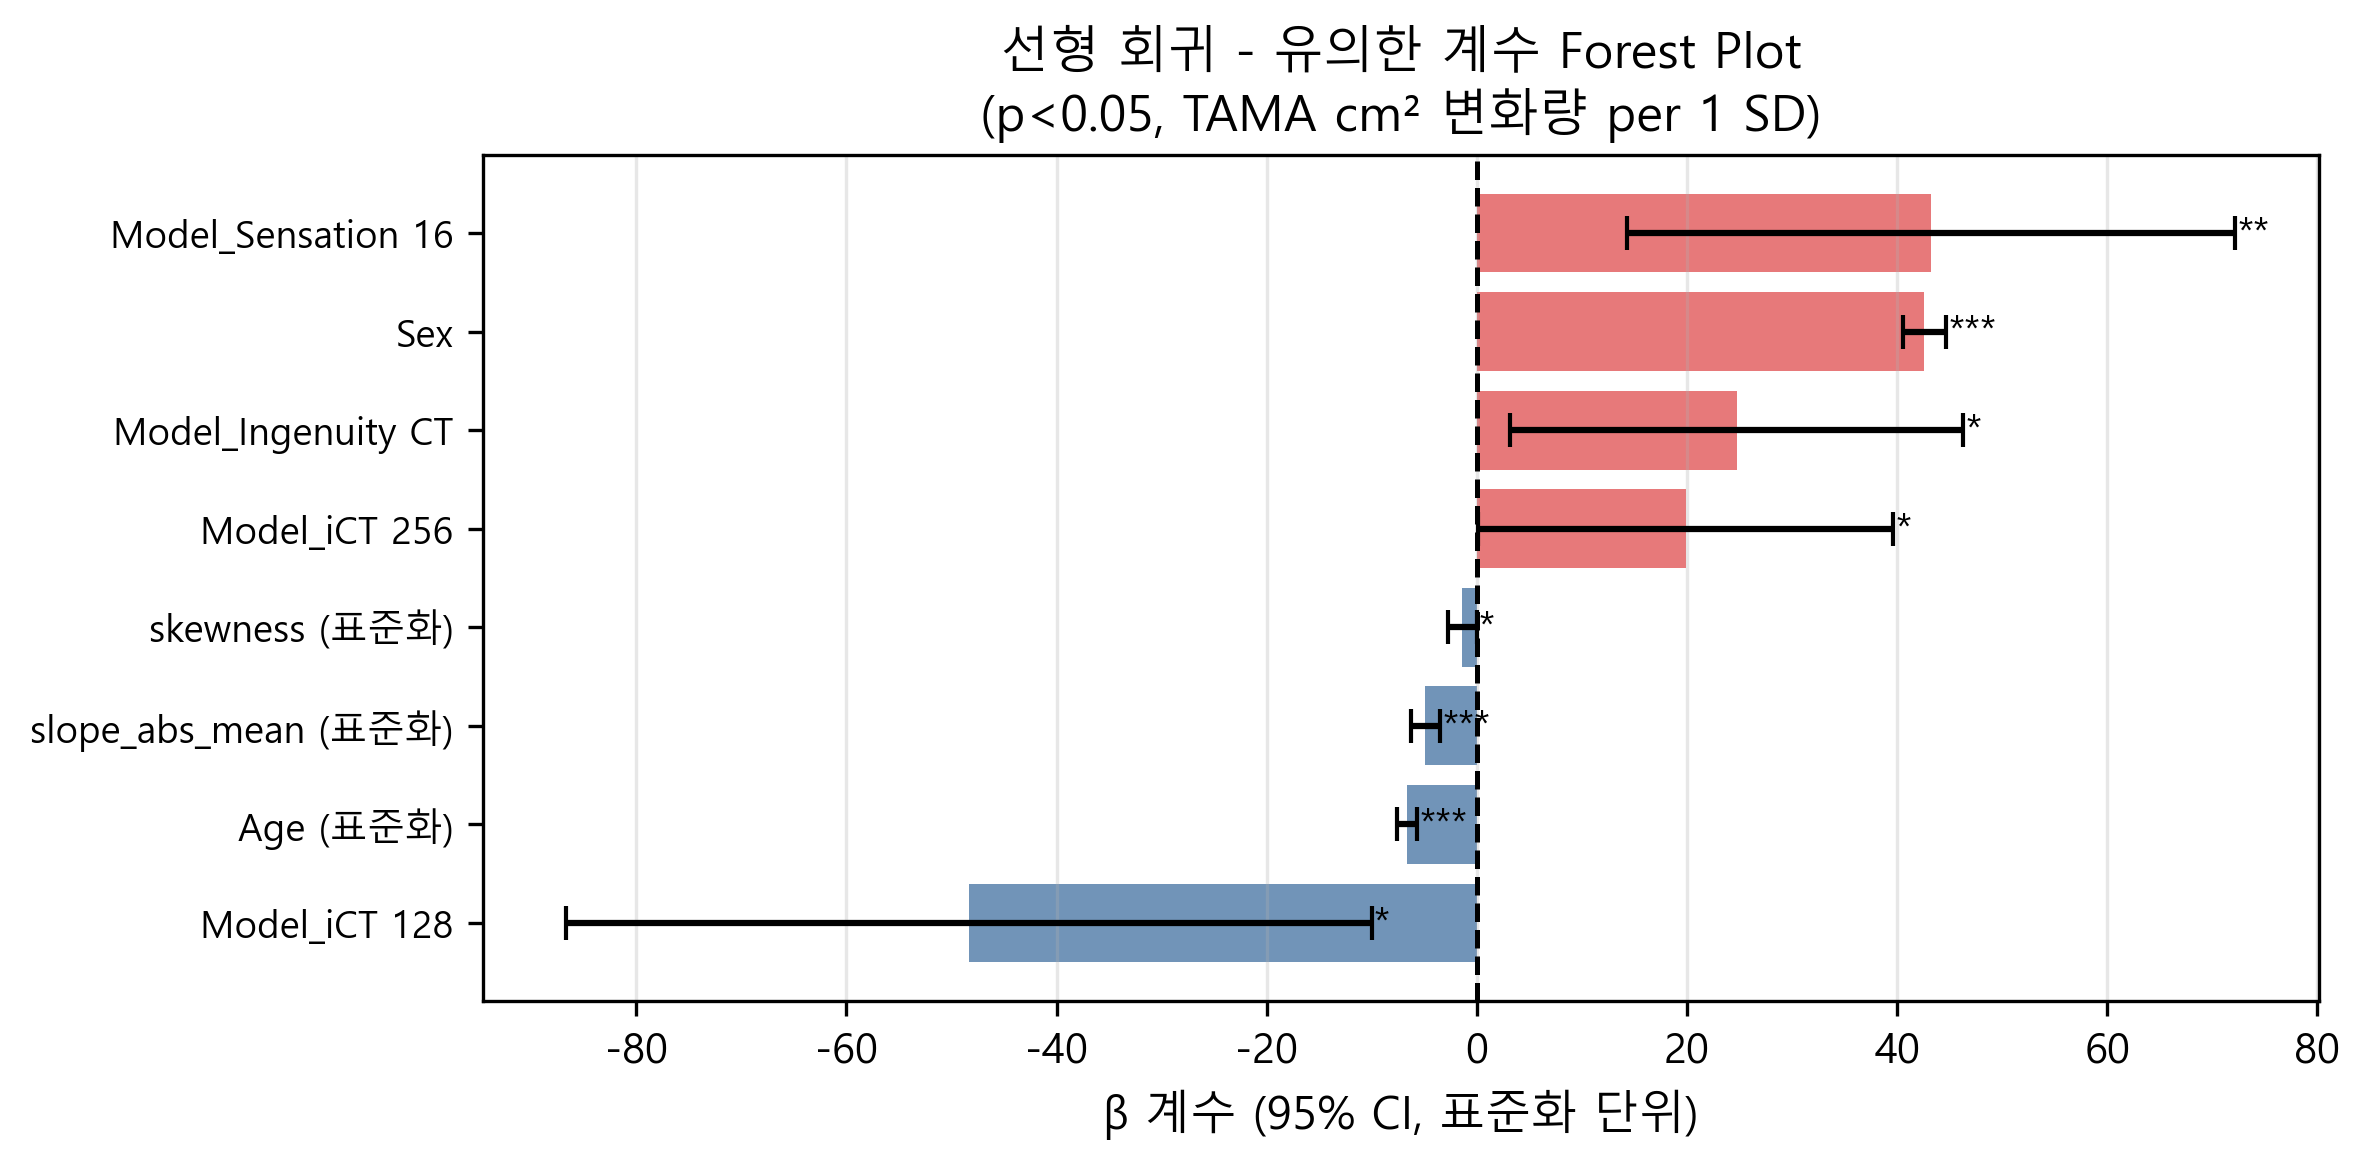 선형 회귀 - 유의한 계수 Forest Plot
(p<0.05, TAMA cm² 변화량 per 1 SD)
Model_Sensation 16
**
Sex
***
Model_Ingenuity CT
*
Model_iCT 256
*
skewness (표준화)
*
slope_abs_mean (표준화)
***
Age (표준화)
***
Model_iCT 128
*
-80 -60 -40 -20 0 20 40 60 80
β 계수 (95% CI, 표준화 단위)